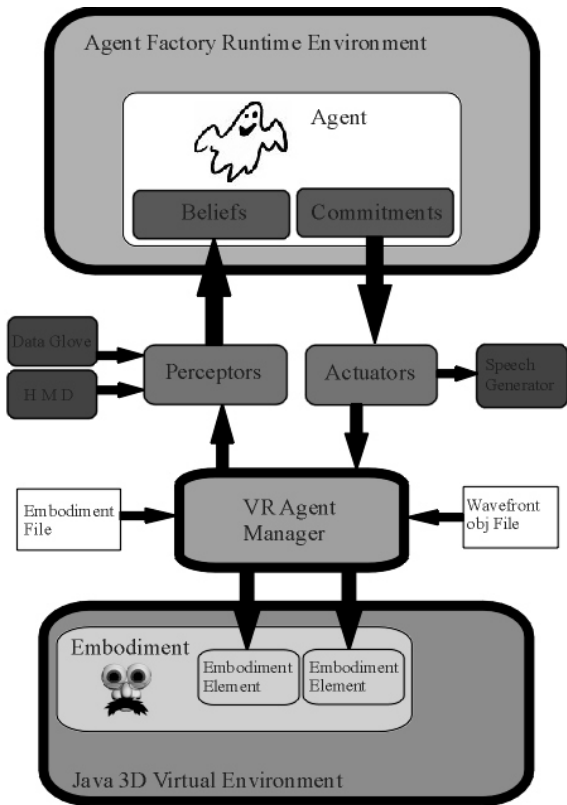 Agent Factory Runtime Environment
Agent
Beliefs
Commitments
Data Glove
H M D
Perceptors
Actuators
Speech
Generator
Embodiment
File
VR Agent
Manager
Wavefront
obj File
Embodiment
Embodiment
Element
Embodiment
Element
Java 3D Virtual Environment